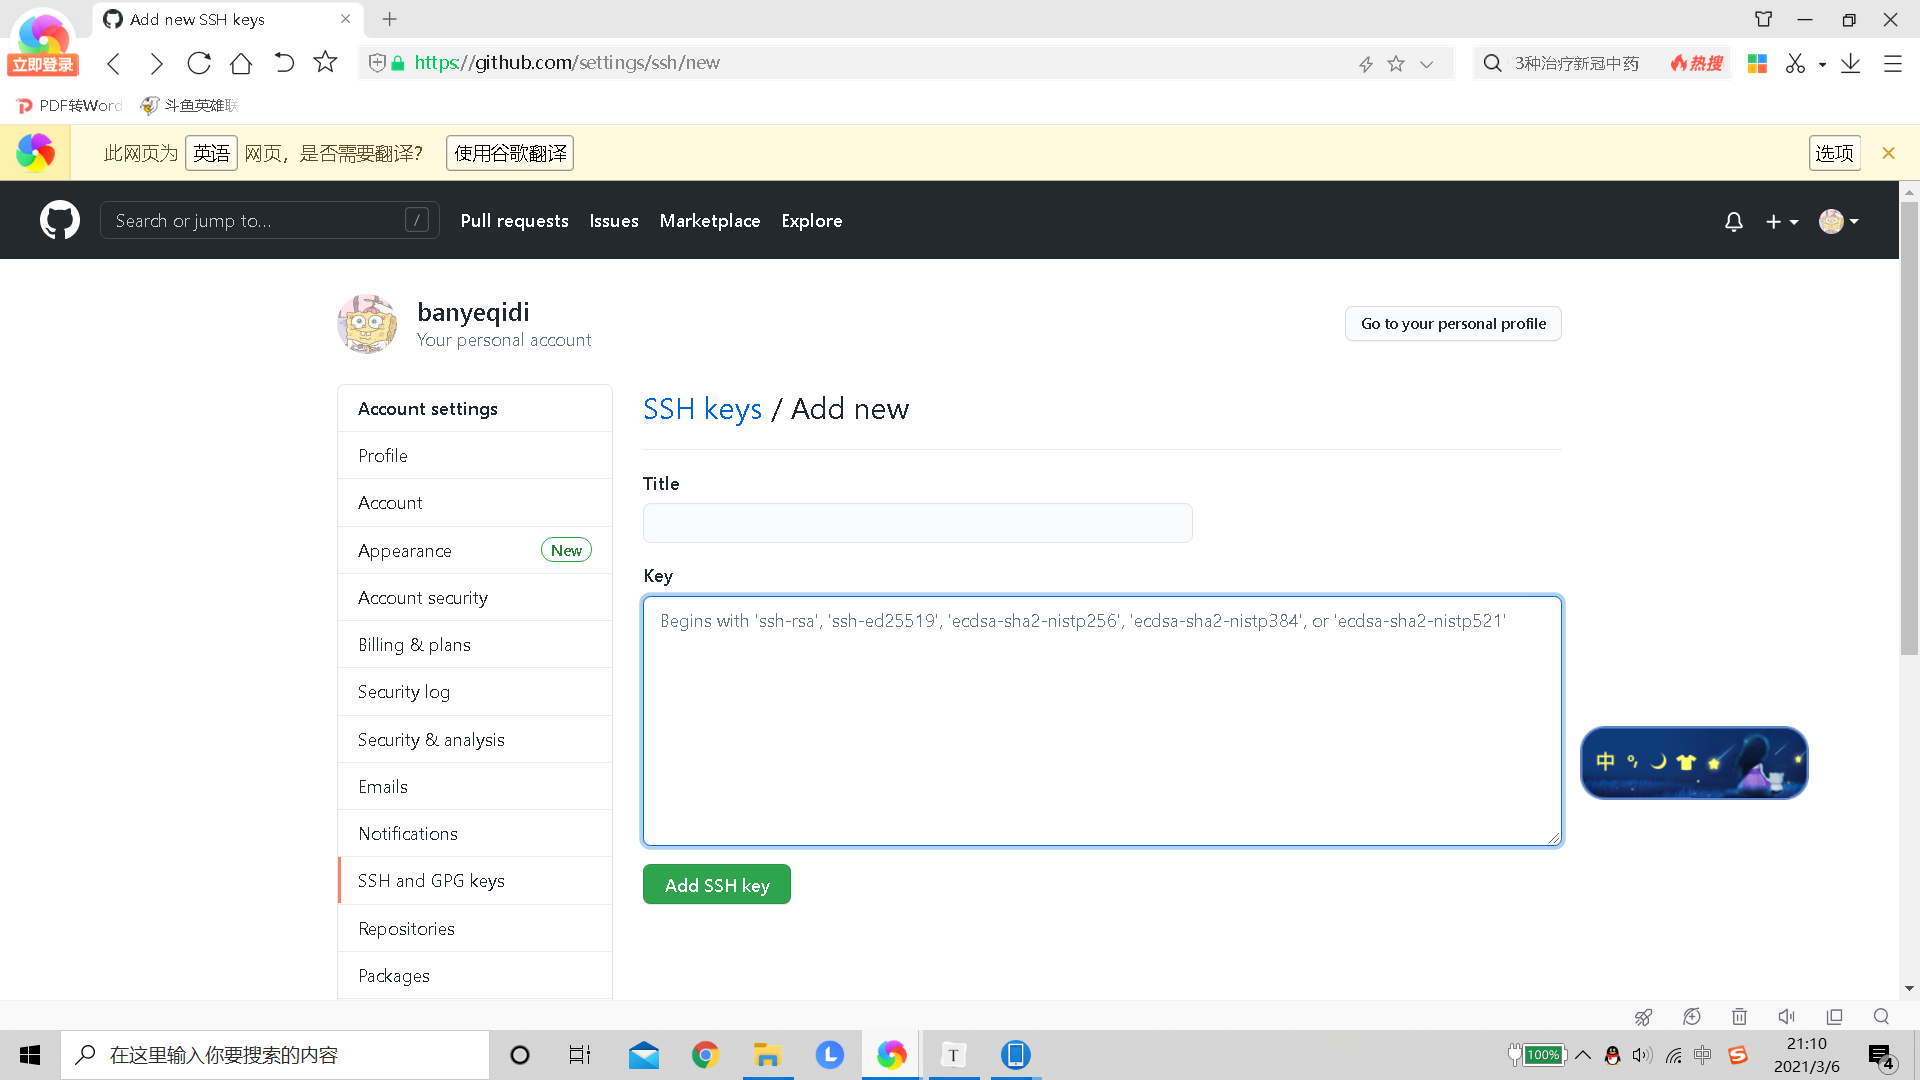 Add new SSH keys
立即登录
https://github.com/settings/ssh/new
3种治疗新冠中药
热搜
PDF转Word
斗鱼英雄联
此网页为 英语 网页，是否需要翻译? 使用谷歌翻译
选项
Search or jump to... /
Pull requests Issues Marketplace Explore
banyeqidi
Your personal account
Go to your personal profile
Account settings
Profile
Account
Appearance New
Account security
Billing & plans
Security log
Security & analysis
Emails
Notifications
SSH and GPG keys
Repositories
Packages
SSH keys / Add new
Title
Key
Begins with 'ssh-rsa', 'ssh-ed25519', 'ecdsa-sha2-nistp256', 'ecdsa-sha2-nistp384', or 'ecdsa-sha2-nistp521'
Add SSH key
中
在这里输入你要搜索的内容
L
T
100%
中
S
21:10
2021/3/6
4